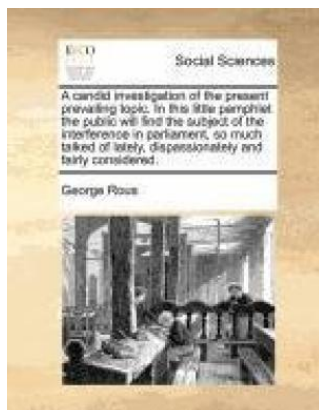 ECCO
Social Sciences
A candid investigation of the present
prevailing topic. In this little pamphlet
the public will find the subject of the
interference in parliament, so much
talked of lately, dispassionately and
fairly considered.
George Rous